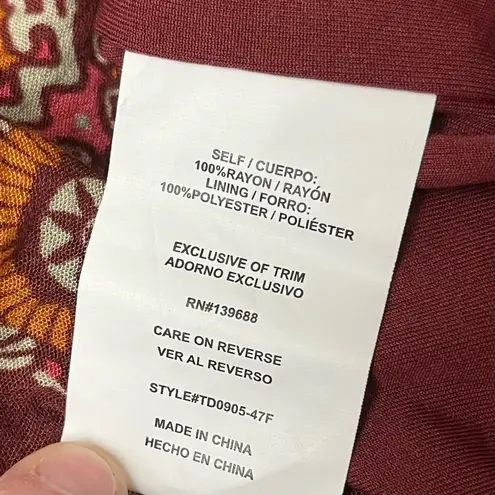 SELF / CUERPO:
100%RAYON / RAYÓN
LINING / FORRO:
100%POLYESTER / POLIÉSTER
EXCLUSIVE OF TRIM
ADORNO EXCLUSIVO
RN#139688
CARE ON REVERSE
VER AL REVERSO
STYLE#TD0905-47F
MADE IN CHINA
HECHO EN CHINA